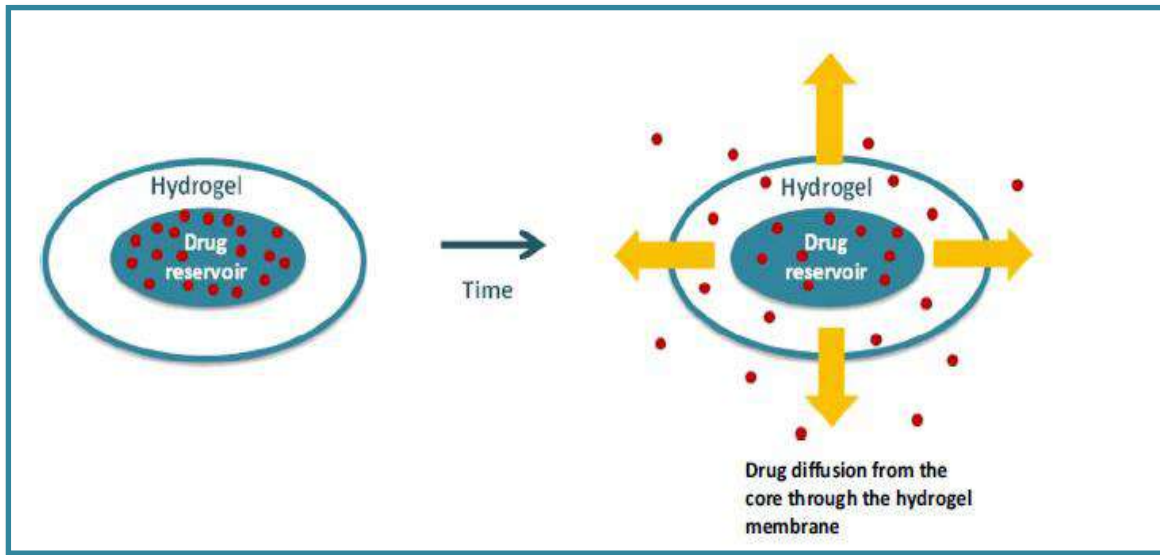 Hydrogel
Drug
reservoir
Time
Hydrogel
Drug
reservoir
Drug diffusion from the
core through the hydrogel
membrane